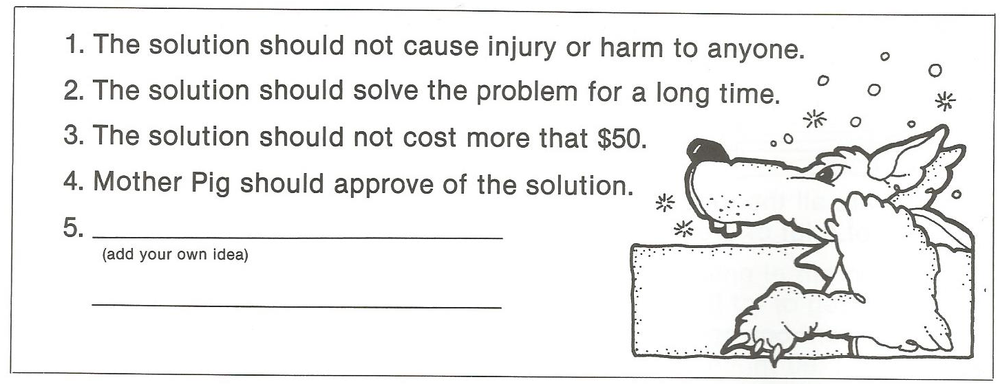 1. The solution should not cause injury or harm to anyone.
2. The solution should solve the problem for a long time.
3. The solution should not cost more that $50.
4. Mother Pig should approve of the solution.
5.
(add your own idea)